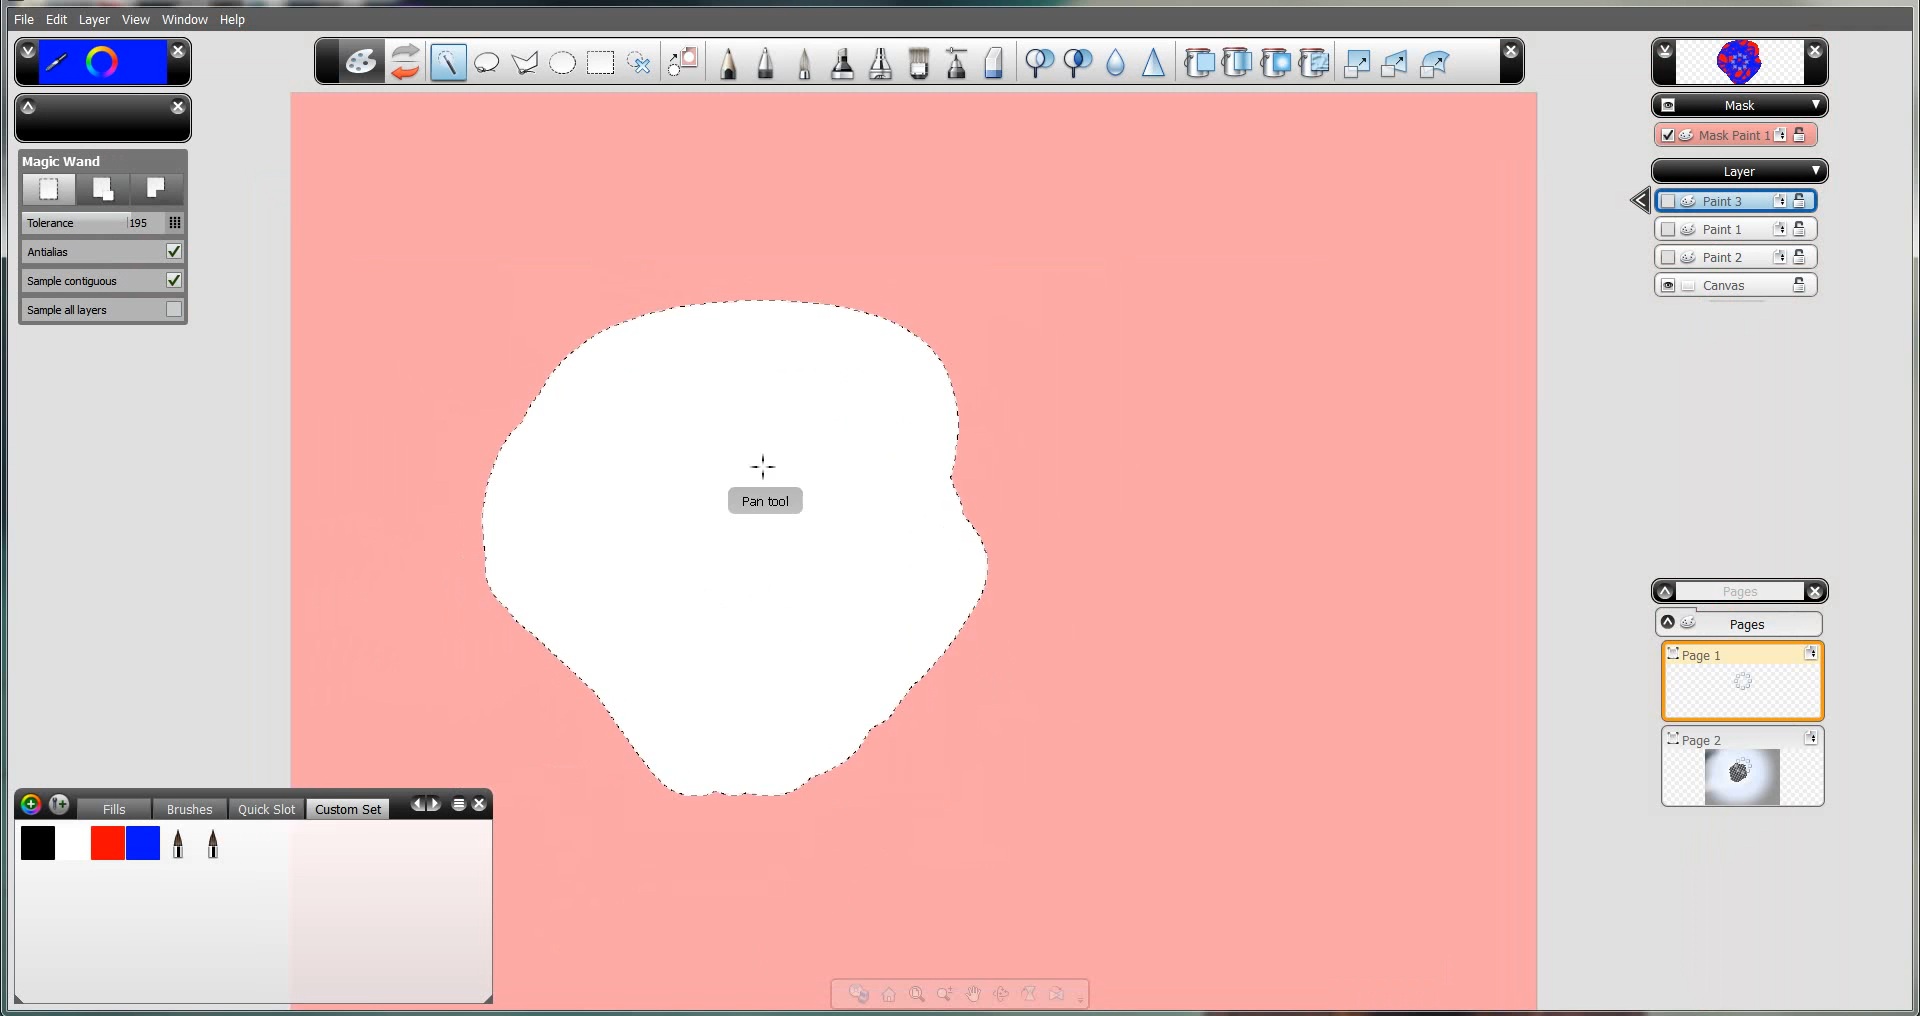 File Edit Layer View Window Help
Magic Wand
Tolerance 195
Antialias
Sample contiguous
Sample all layers
Pan tool
Mask
Mask Paint 1
Layer
Paint 3
Paint 1
Paint 2
Canvas
Pages
Pages
Page 1
Page 2
Fills Brushes Quick Slot Custom Set